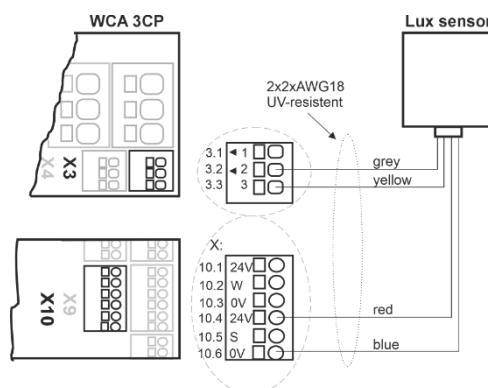 WCA 3CP
Lux sensor
2x2xAWG18
UV-resistent
X4
X3
3.1 ◄ 1
3.2 ◄ 2
3.3 3
grey
yellow
X:
10.1 24V
10.2 W
10.3 0V
10.4 24V
10.5 S
10.6 0V
X10
X9
red
blue